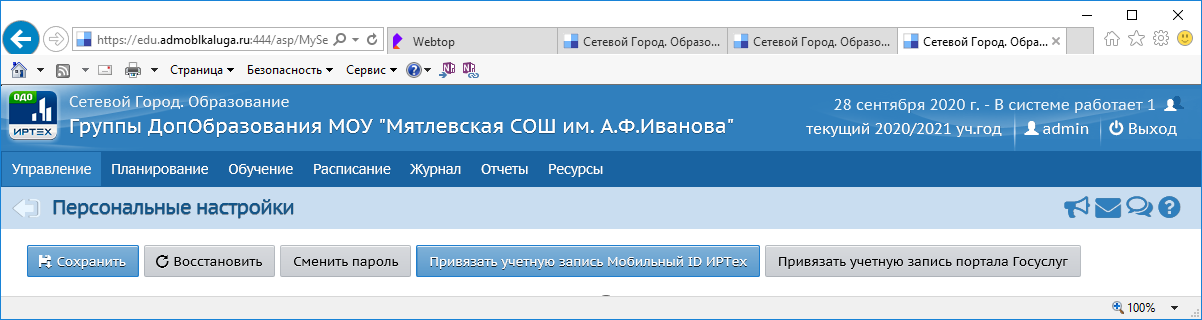 https://edu.admoblkaluga.ru:444/asp/MySe
Webtop
Сетевой Город. Образо...
Сетевой Город. Образо...
Сетевой Город. Обра...
Страница
Безопасность
Сервис
ОДО
ИРТЕХ
Сетевой Город. Образование
Группы ДопОбразования МОУ "Мятлевская СОШ им. А.Ф.Иванова"
28 сентября 2020 г. - В системе работает 1
текущий 2020/2021 уч.год
admin
Выход
Управление
Планирование
Обучение
Расписание
Журнал
Отчеты
Ресурсы
Персональные настройки
Сохранить
Восстановить
Сменить пароль
Привязать учетную запись Мобильный ID ИРТех
Привязать учетную запись портала Госуслуг
100%